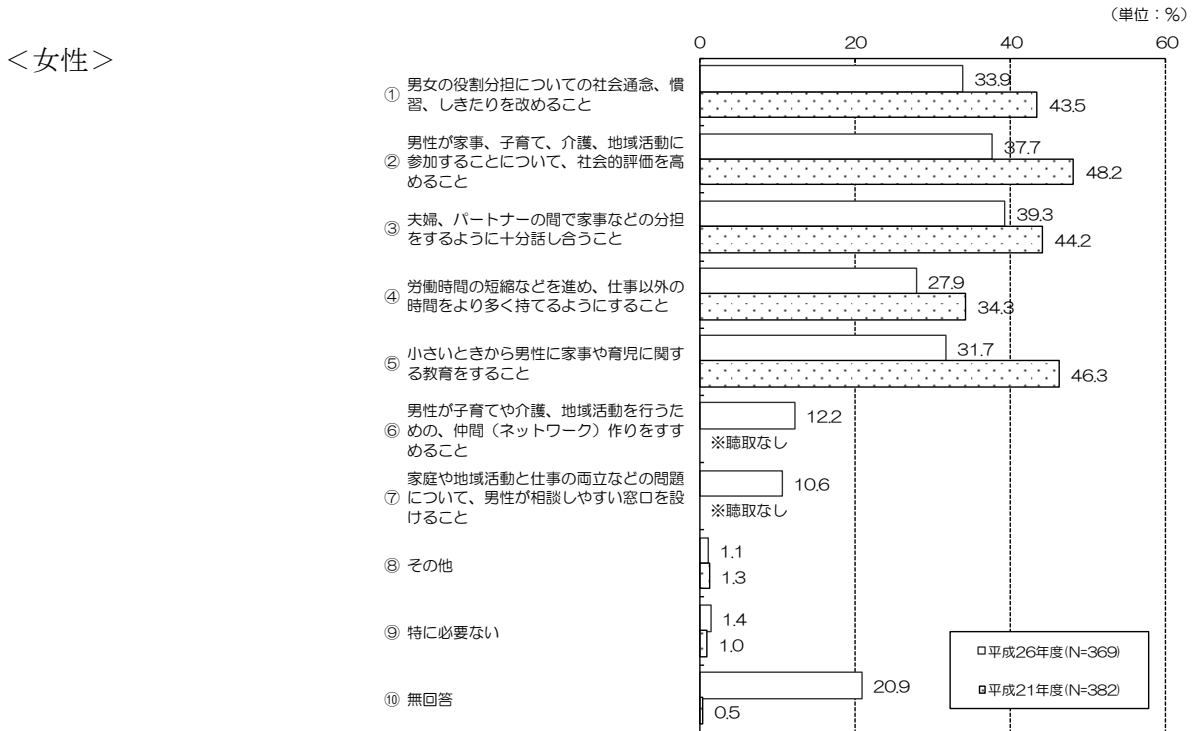 （単位：％）
＜女性＞
0 20 40 60
① 男女の役割分担についての社会通念、慣
習、しきたりを改めること
33.9
43.5
② 男性が家事、子育て、介護、地域活動に
参加することについて、社会的評価を高
めること
37.7
48.2
③ 夫婦、パートナーの間で家事などの分担
をするように十分話し合うこと
39.3
44.2
④ 労働時間の短縮などを進め、仕事以外の
時間をより多く持てるようにすること
27.9
34.3
⑤ 小さいときから男性に家事や育児に関す
る教育をすること
31.7
46.3
⑥ 男性が子育てや介護、地域活動を行うた
めの、仲間（ネットワーク）作りをすす
めること
12.2
※聴取なし
⑦ 家庭や地域活動と仕事の両立などの問題
について、男性が相談しやすい窓口を設
けること
10.6
※聴取なし
⑧ その他
1.1
1.3
⑨ 特に必要ない
1.4
1.0
⑩ 無回答
20.9
0.5
平成26年度(N=369)
平成21年度(N=382)